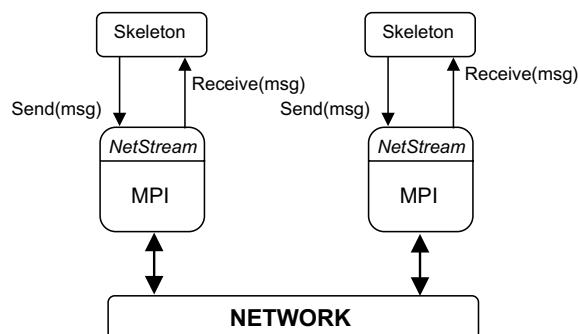 Skeleton
Skeleton
Receive(msg)
Receive(msg)
Send(msg)
Send(msg)
NetStream
NetStream
MPI
MPI
NETWORK